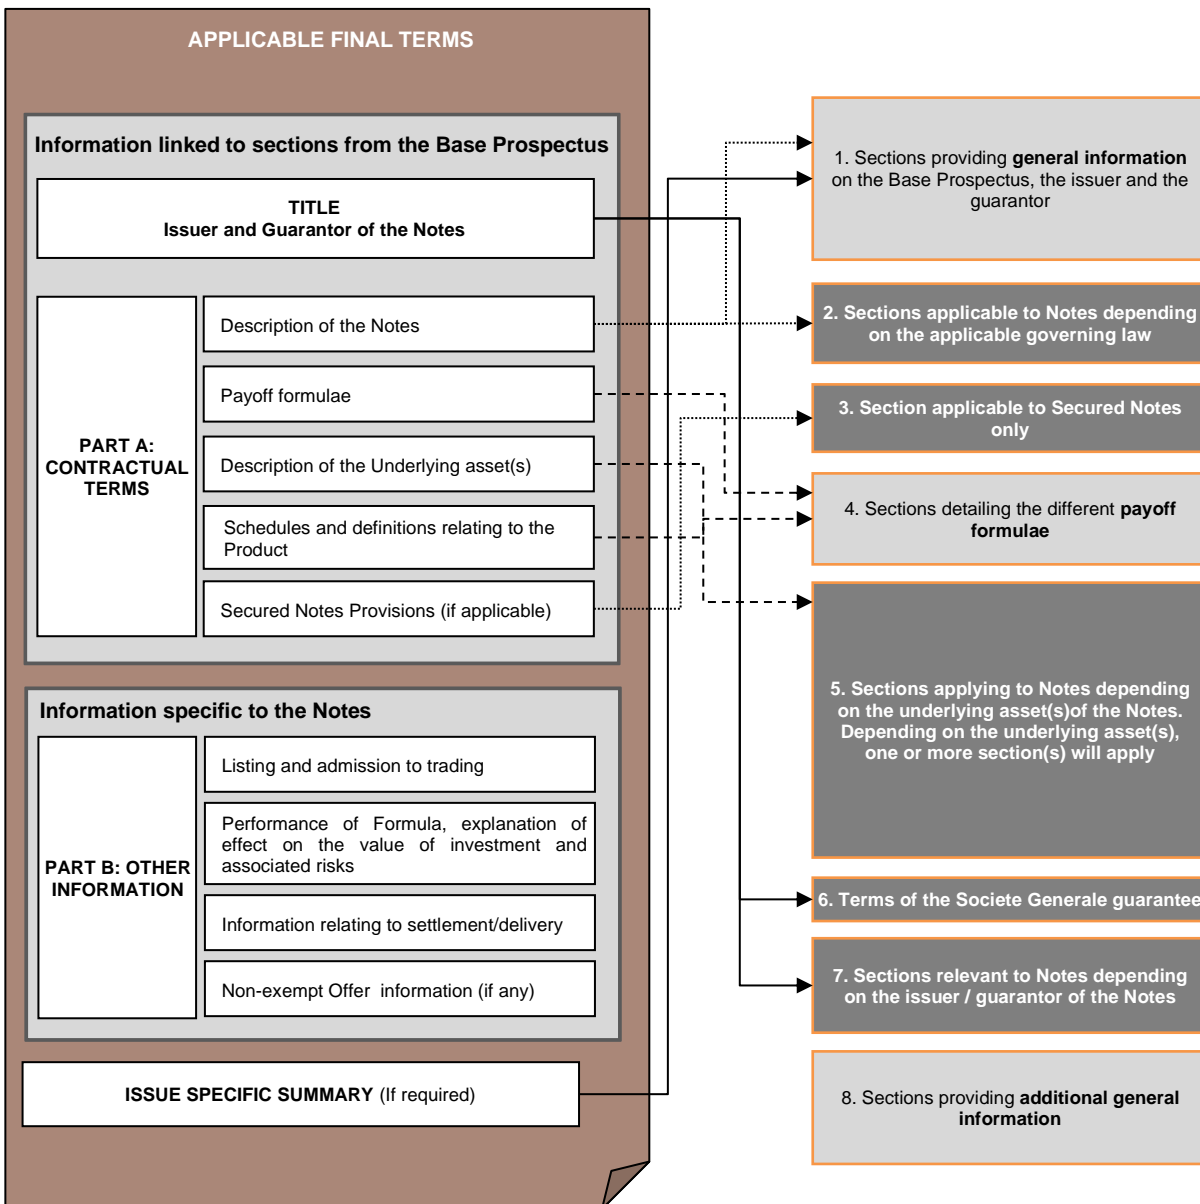 APPLICABLE FINAL TERMS
Information linked to sections from the Base Prospectus
TITLE
Issuer and Guarantor of the Notes
PART A:
CONTRACTUAL
TERMS
Description of the Notes
Payoff formulae
Description of the Underlying asset(s)
Schedules and definitions relating to the
Product
Secured Notes Provisions (if applicable)
Information specific to the Notes
PART B: OTHER
INFORMATION
Listing and admission to trading
Performance of Formula, explanation of
effect on the value of investment and
associated risks
Information relating to settlement/delivery
Non-exempt Offer information (if any)
ISSUE SPECIFIC SUMMARY (If required)
1. Sections providing general information
on the Base Prospectus, the issuer and the
guarantor
2. Sections applicable to Notes depending
on the applicable governing law
3. Section applicable to Secured Notes
only
4. Sections detailing the different payoff
formulae
5. Sections applying to Notes depending
on the underlying asset(s)of the Notes.
Depending on the underlying asset(s),
one or more section(s) will apply
6. Terms of the Societe Generale guarantee
7. Sections relevant to Notes depending
on the issuer / guarantor of the Notes
8. Sections providing additional general
information